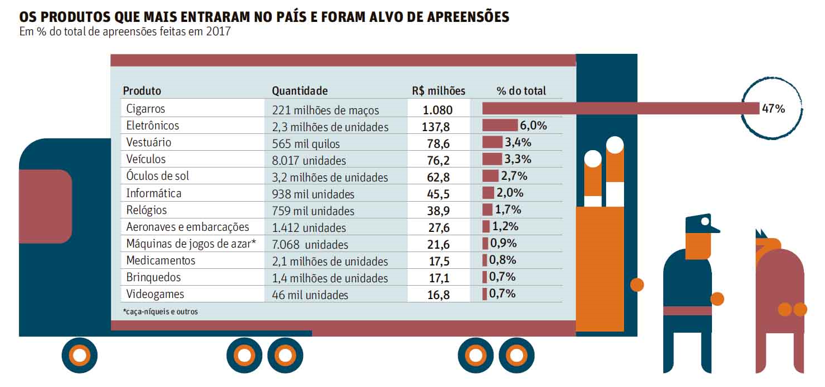 OS PRODUTOS QUE MAIS ENTRARAM NO PAÍS E FORAM ALVO DE APREENSÕES
Em % do total de apreensões feitas em 2017
Produto Quantidade R$ milhões % do total
Cigarros 221 milhões de maços 1.080 47%
Eletrônicos 2,3 milhões de unidades 137,8 6,0%
Vestuário 565 mil quilos 78,6 3,4%
Veículos 8.017 unidades 76,2 3,3%
Óculos de sol 3,2 milhões de unidades 62,8 2,7%
Informática 938 mil unidades 45,5 2,0%
Relógios 759 mil unidades 38,9 1,7%
Aeronaves e embarcações 1.412 unidades 27,6 1,2%
Máquinas de jogos de azar* 7.068 unidades 21,6 0,9%
Medicamentos 2,1 milhões de unidades 17,5 0,8%
Brinquedos 1,4 milhões de unidades 17,1 0,7%
Videogames 46 mil unidades 16,8 0,7%
*caça-níqueis e outros